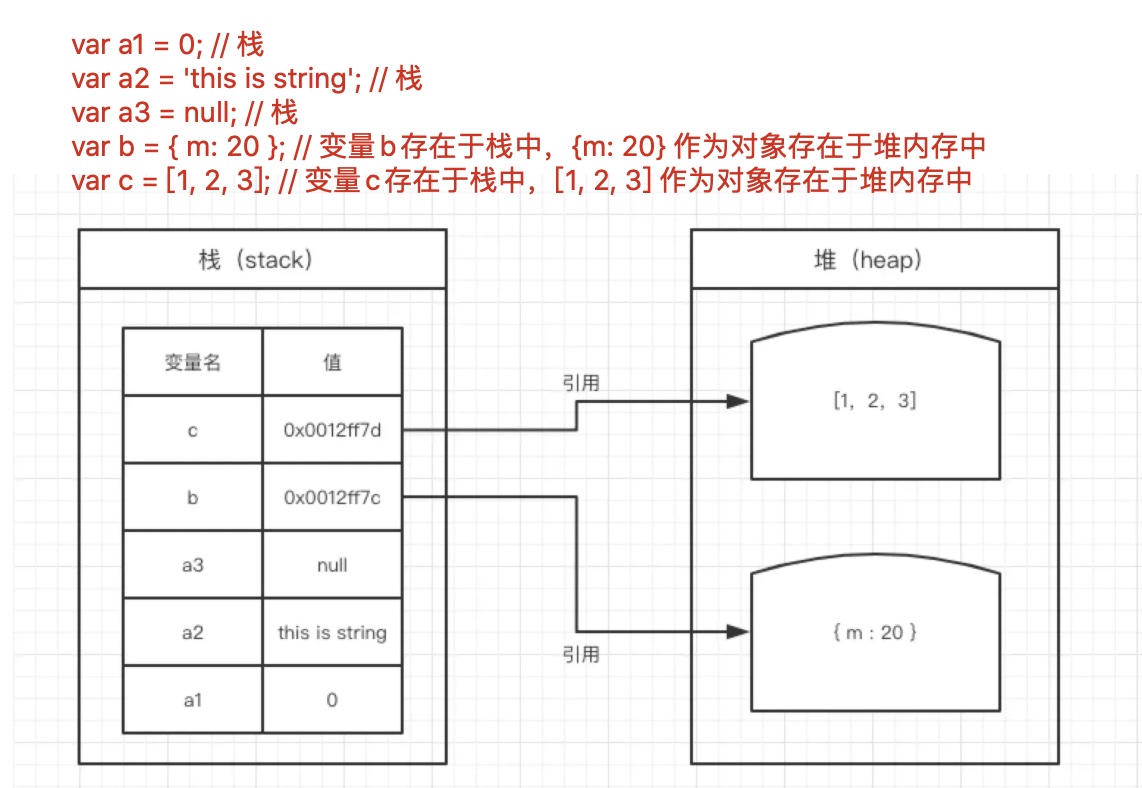 var a1 = 0; // 栈
var a2 = 'this is string'; // 栈
var a3 = null; // 栈
var b = { m: 20 }; // 变量b存在于栈中，{m: 20} 作为对象存在于堆内存中
var c = [1, 2, 3]; // 变量c存在于栈中，[1, 2, 3] 作为对象存在于堆内存中
栈（stack）
堆（heap）
变量名
值
c
0x0012ff7d
b
0x0012ff7c
a3
null
a2
this is string
a1
0
引用
引用
[1，2，3]
{ m : 20 }